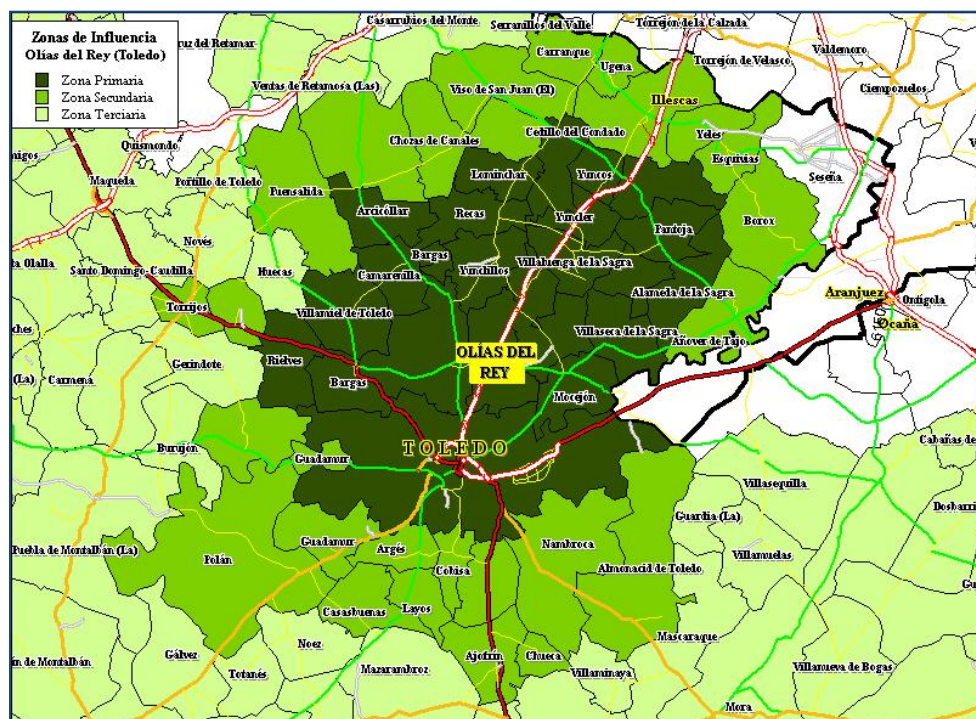 Zonas de Influencia
Olías del Rey (Toledo)
Zona Primaria
Zona Secundaria
Zona Terciaria
Casarrubios del Monte
Serranillos del Valle
Torrejón de la Calzada
Carranque
Valdemoro
Torrejón de Velasco
Ugena
Ventas de Retamosa (Las)
Viso de San Juan (El)
Ciempozuelos
Illescas
Quismondo
Chozas de Canales
Cedillo del Condado
Yeles
Esquivias
Seseña
Maqueda
Portillo de Toledo
Fuensalida
Lominchar
Yuncos
Arcicóllar
Recas
Yuncler
Pantoja
Borox
Novés
Bargas
Santo Domingo-Caudilla
Huecas
Camarenilla
Yunclillos
Villaluenga de la Sagra
Alameda de la Sagra
Aranjuez
Ontígola
Torrijos
Villamiel de Toledo
Villaseca de la Sagra
Ocaña
Añover de Tajo
Gerindote
Rielves
OLÍAS DEL
REY
Carmena
Bargas
Mocejón
Burujón
Guadamur
TOLEDO
Cabañas de
Villasequilla
Dosbarri
Guardia (La)
Puebla de Montalbán (La)
Polán
Guadamur
Argés
Nambroca
Villamuelas
Cobisa
Almonacid de Toledo
Casasbuenas
Layos
Mascaraque
Gálvez
Noez
Ajofrín
Chueca
Totanés
Mazarambroz
Villaminaya
Villanueva de Bogas
Mora